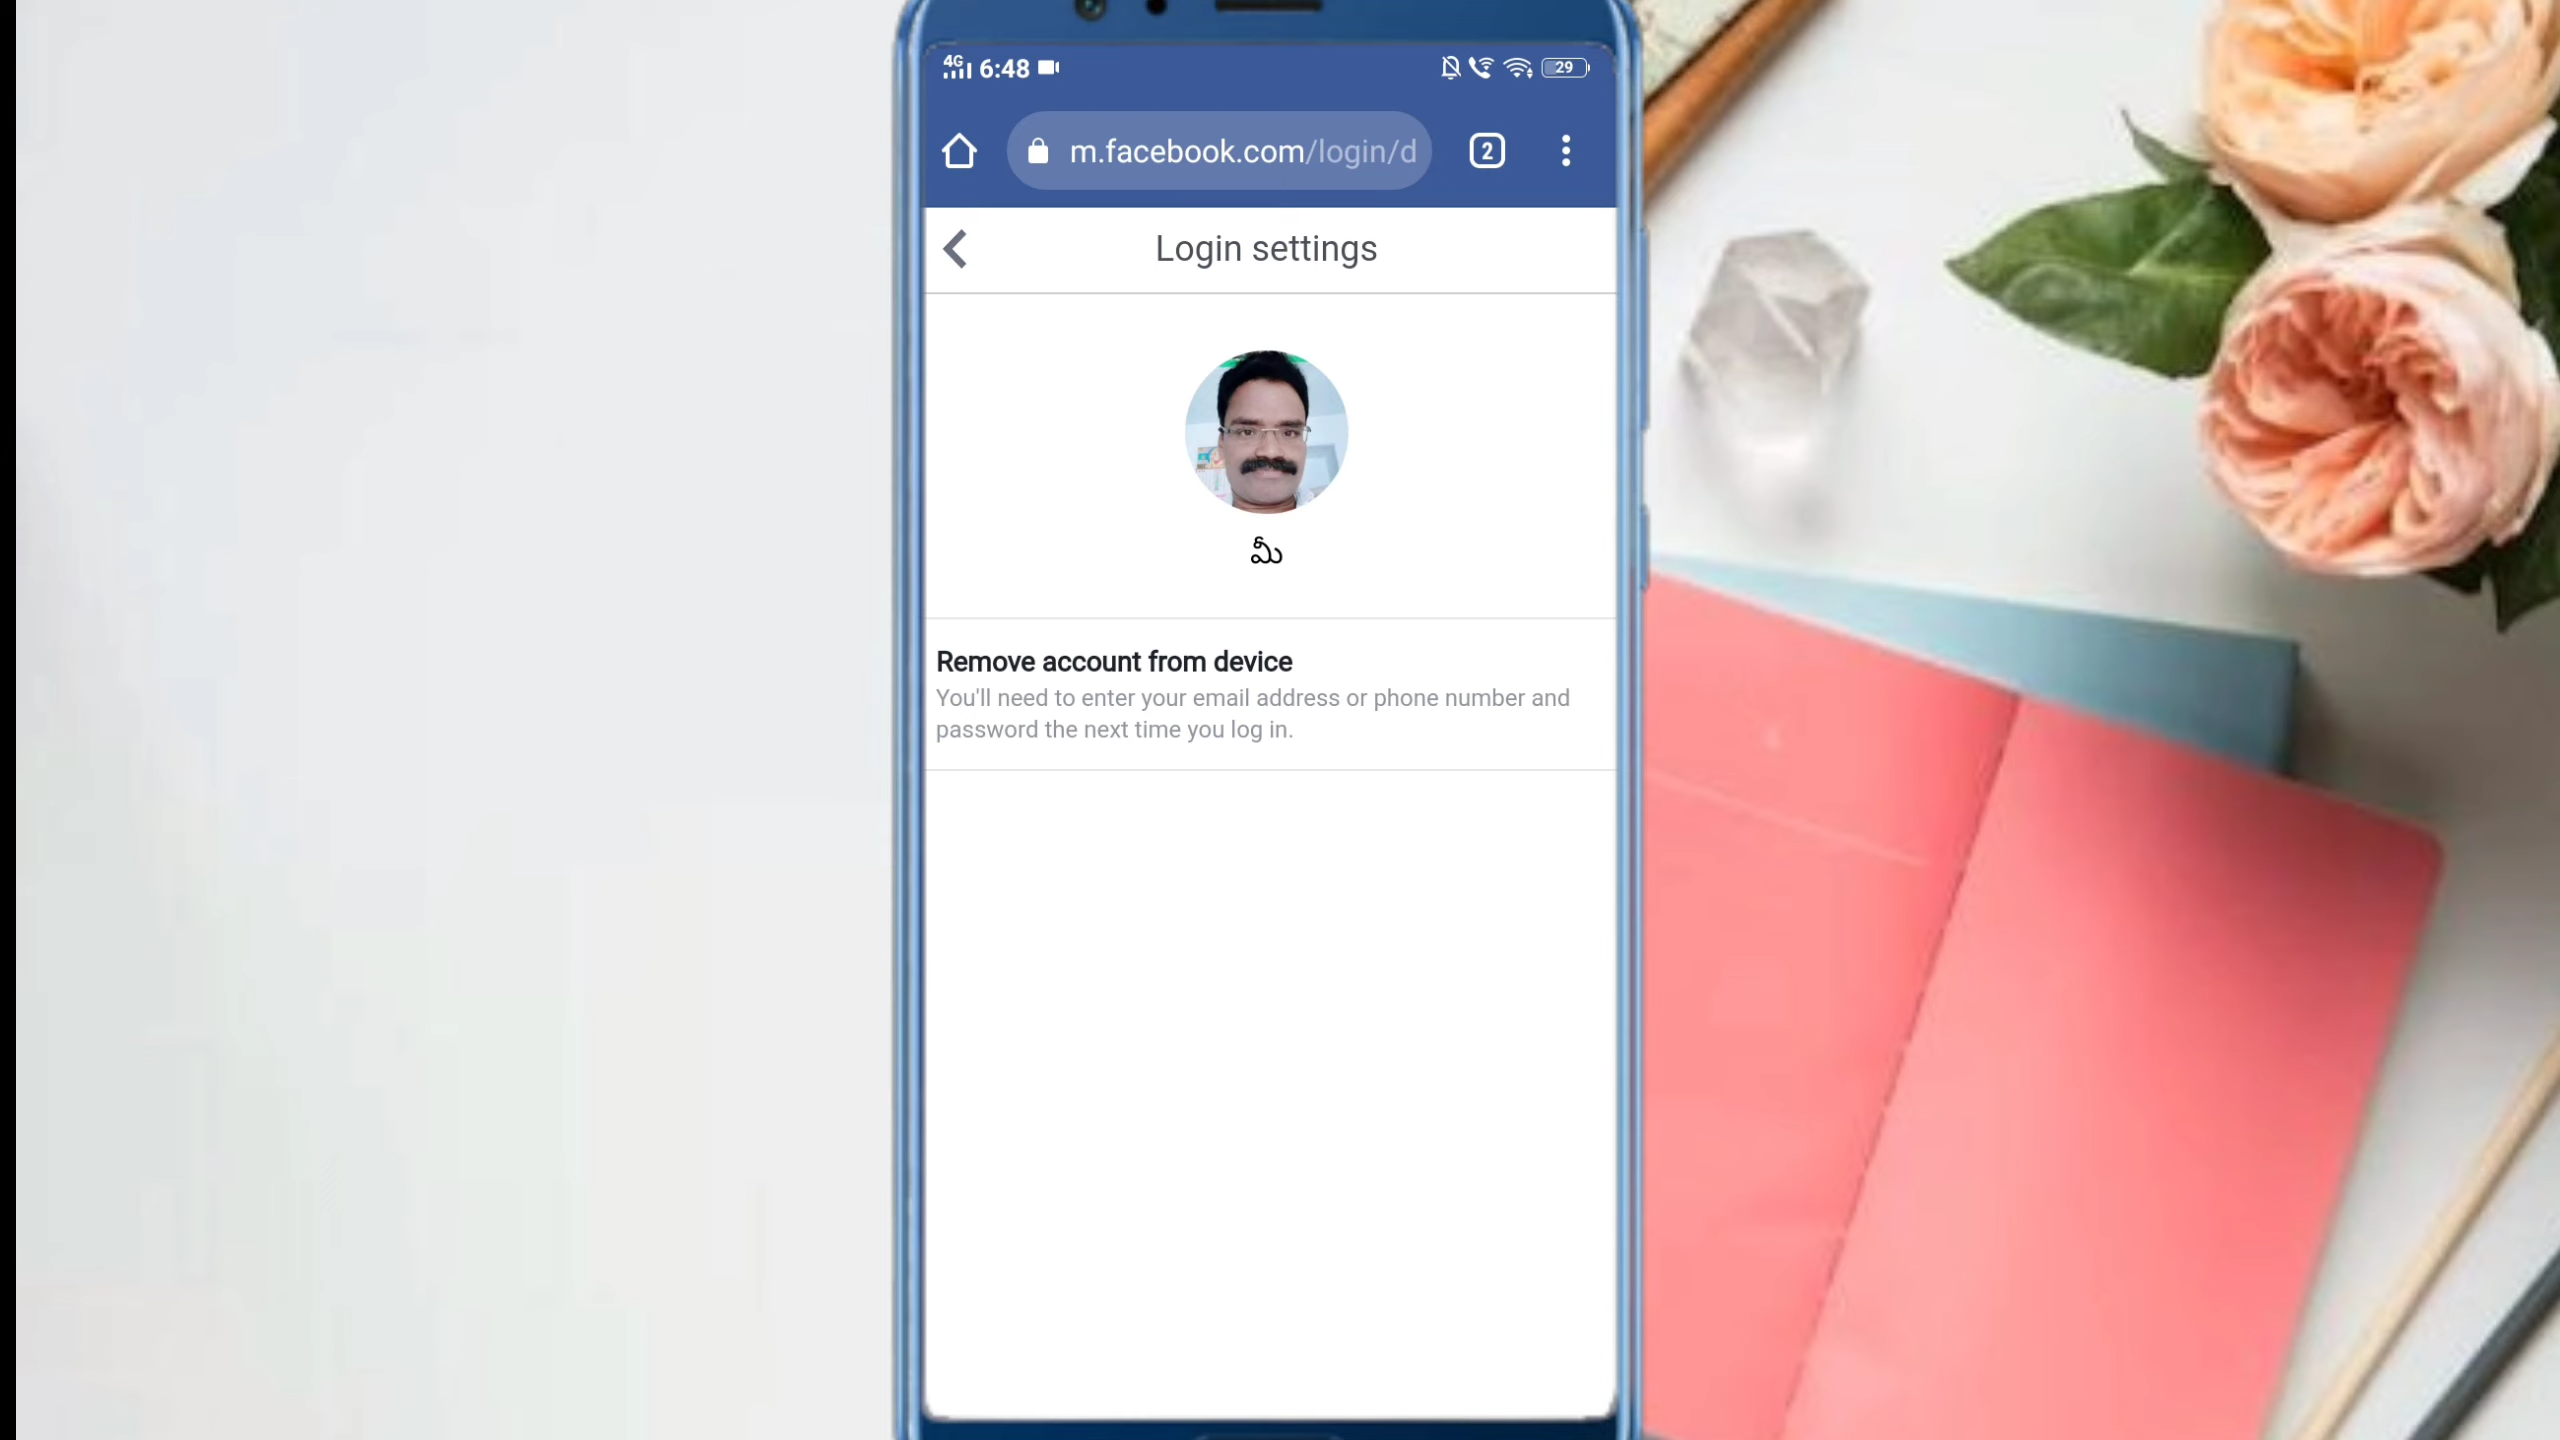 4G 6:48 29
m.facebook.com/login/d 2
Login settings
మీ
Remove account from device
You'll need to enter your email address or phone number and
password the next time you log in.